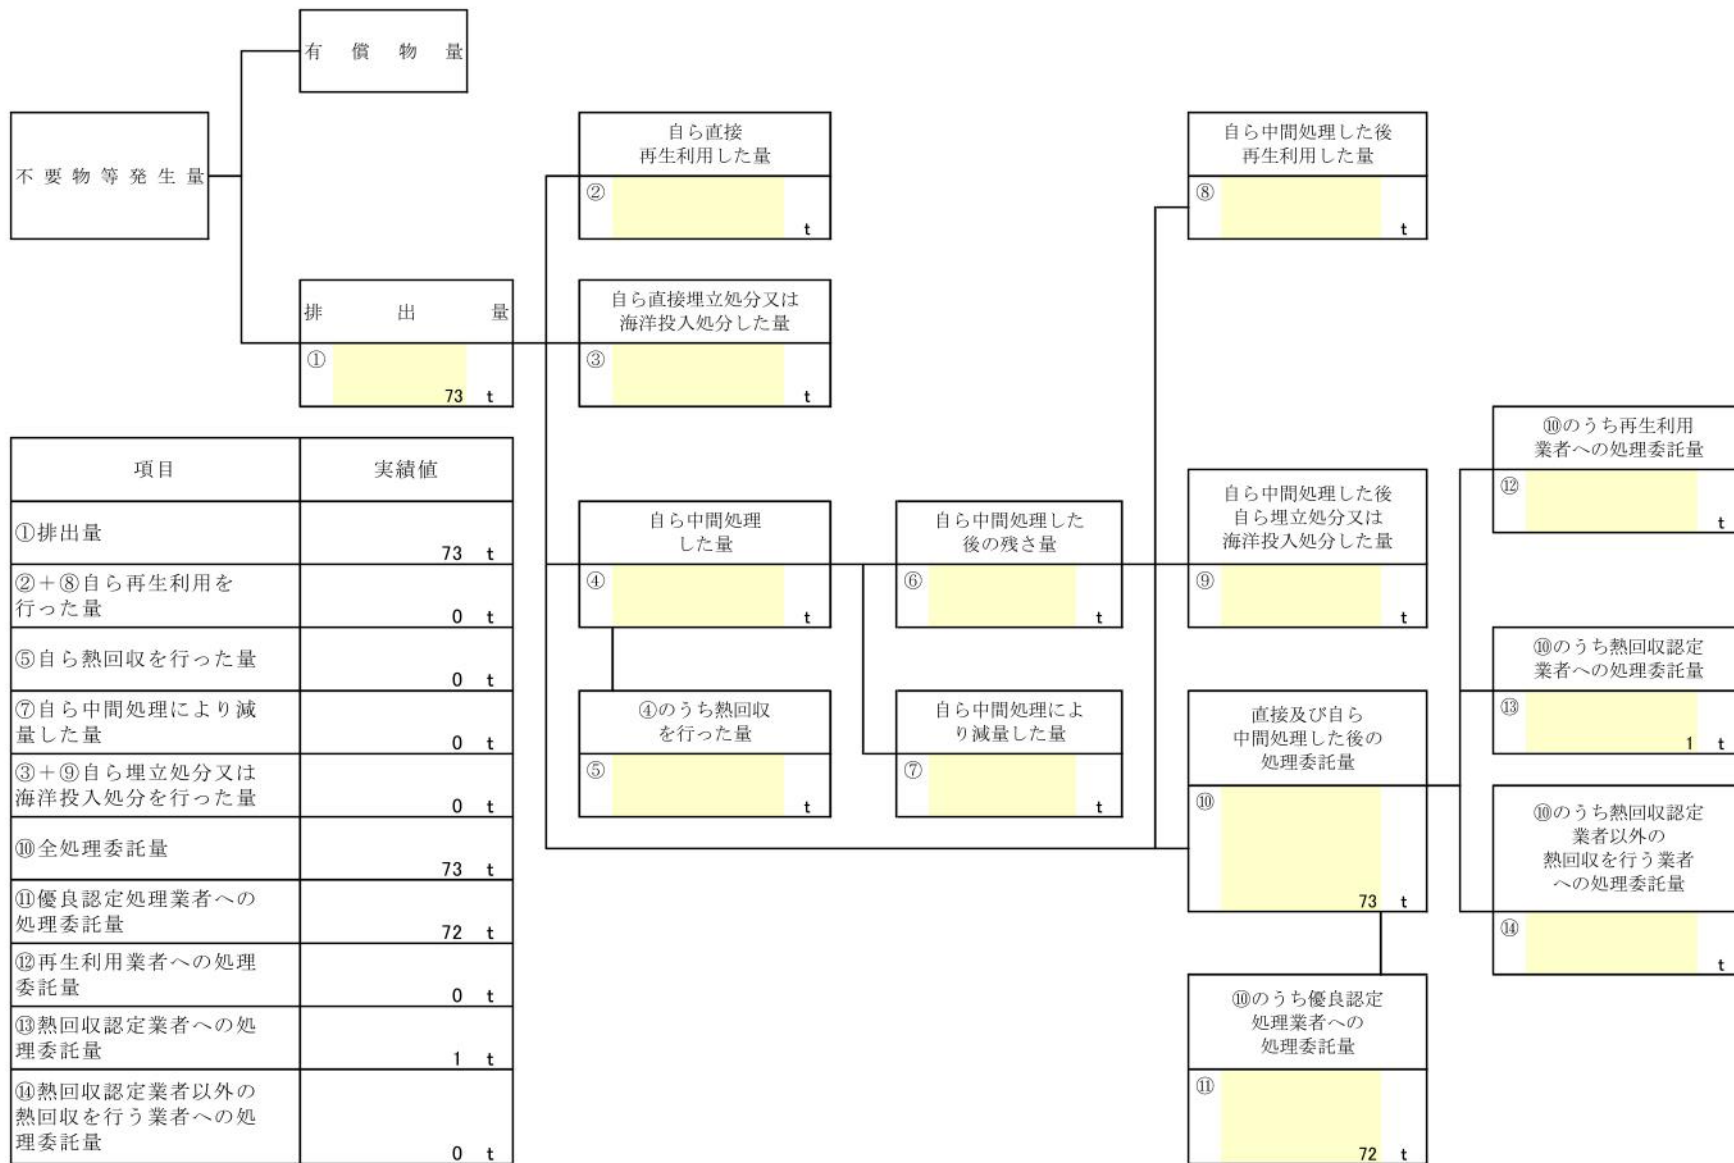 有償物量
不要物等発生量
自ら直接
再生利用した量
②
t
自ら中間処理した後
再生利用した量
⑧
t
排出量
①
73 t
自ら直接埋立処分又は
海洋投入処分した量
③
t
項目 実績値
①排出量
73 t
②＋⑧自ら再生利用を
行った量
0 t
⑤自ら熱回収を行った量
0 t
⑦自ら中間処理により減
量した量
0 t
③＋⑨自ら埋立処分又は
海洋投入処分を行った量
0 t
⑩全処理委託量
73 t
⑪優良認定処理業者への
処理委託量
72 t
⑫再生利用業者への処理
委託量
0 t
⑬熱回収認定業者への処
理委託量
1 t
⑭熱回収認定業者以外の
熱回収を行う業者への処
理委託量
0 t
自ら中間処理
した量
④
t
④のうち熱回収
を行った量
⑤
t
自ら中間処理した
後の残さ量
⑥
t
自ら中間処理によ
り減量した量
⑦
t
自ら中間処理した後
自ら埋立処分又は
海洋投入処分した量
⑨
t
直接及び自ら
中間処理した後の
処理委託量
⑩
73 t
⑩のうち優良認定
処理業者への
処理委託量
⑪
72 t
⑩のうち再生利用
業者への処理委託量
⑫
t
⑩のうち熱回収認定
業者への処理委託量
⑬
1 t
⑩のうち熱回収認定
業者以外の
熱回収を行う業者
への処理委託量
⑭
t